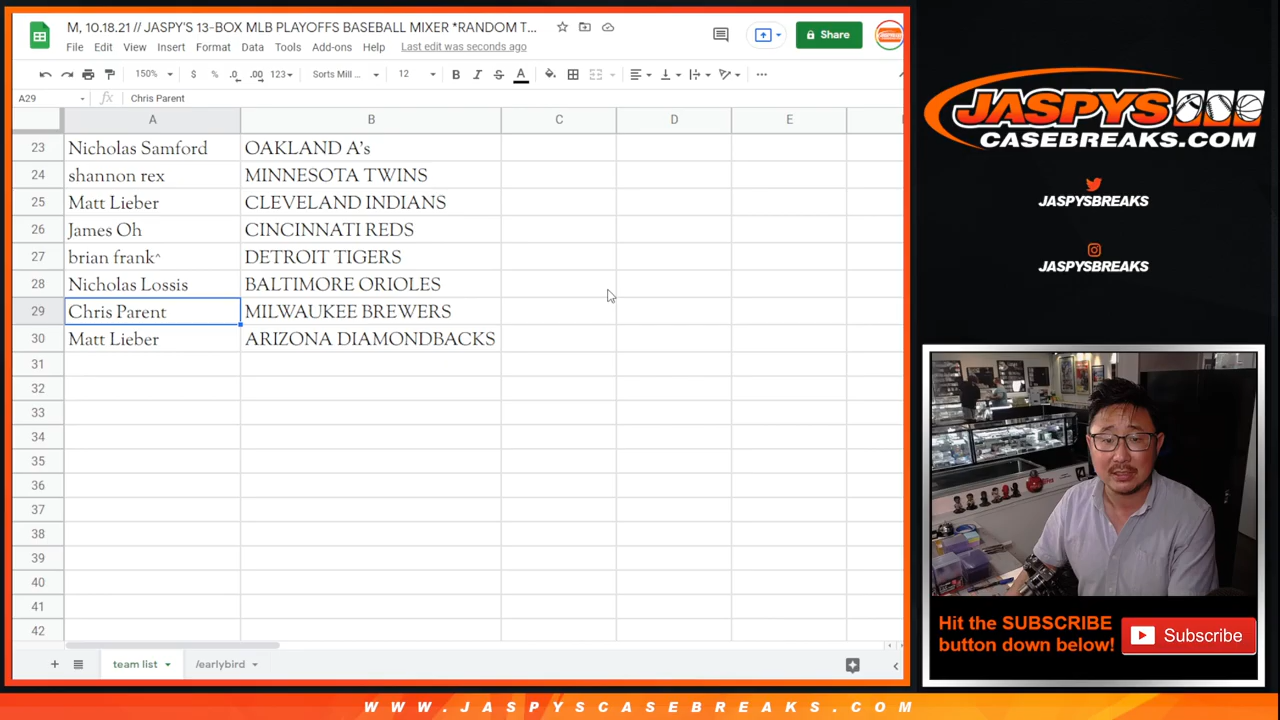 M, 10.18.21 // JASPY'S 13-BOX MLB PLAYOFFS BASEBALL MIXER *RANDOM T...
File Edit View Insert Format Data Tools Add-ons Help Last edit was seconds ago
Share
150% $ % .0 .00 123 Sorts Mill ... 12 B I S A
A29 fx Chris Parent
A B C D E
23 Nicholas Samford OAKLAND A's
24 shannon rex MINNESOTA TWINS
25 Matt Lieber CLEVELAND INDIANS
26 James Oh CINCINNATI REDS
27 brian frank^ DETROIT TIGERS
28 Nicholas Lossis BALTIMORE ORIOLES
29 Chris Parent MILWAUKEE BREWERS
30 Matt Lieber ARIZONA DIAMONDBACKS
31
32
33
34
35
36
37
38
39
40
41
42
team list /earlybird
JASPYS
CASEBREAKS.COM
JASPYSBREAKS
JASPYSBREAKS
Hit the SUBSCRIBE
button down below!
Subscribe
WWW.JASPYSCASEBREAKS.COM